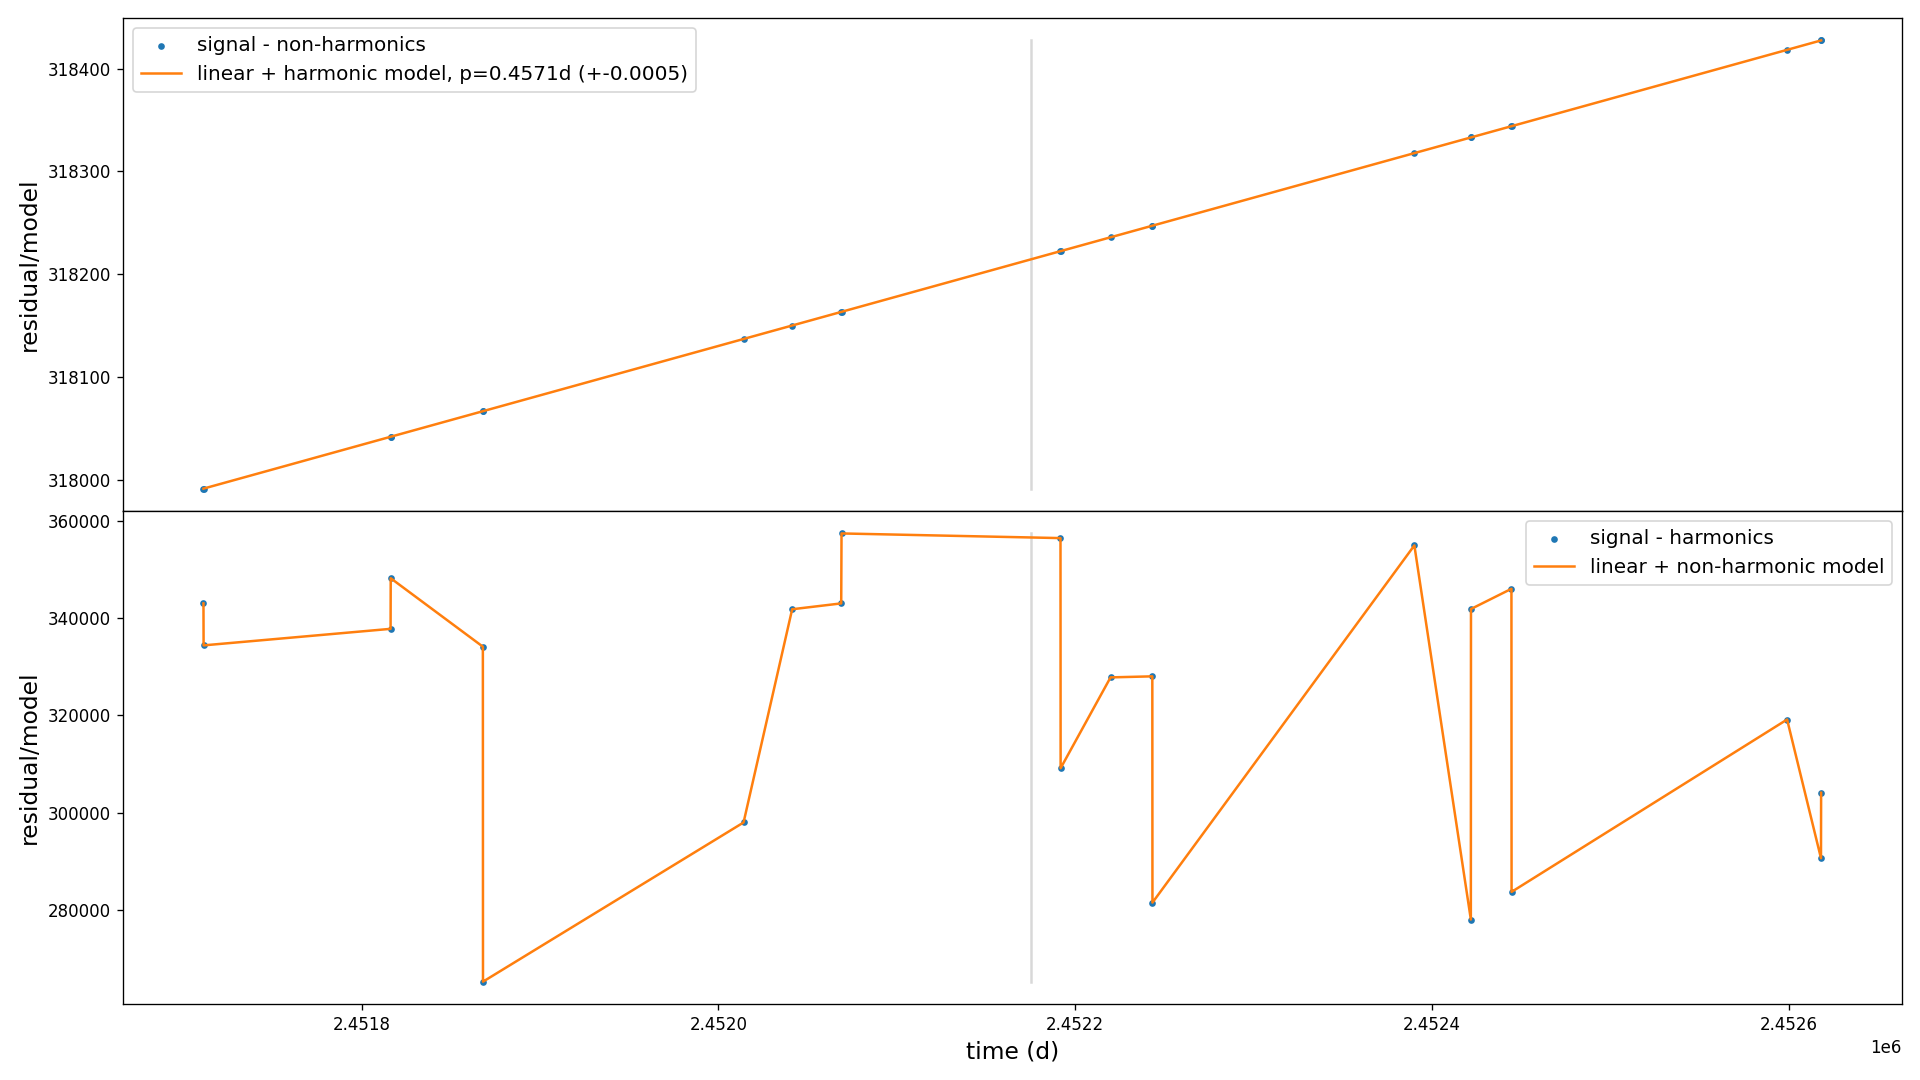 signal - non-harmonics
linear + harmonic model, p=0.4571d (+-0.0005)
318400
318300
318200
318100
318000
residual/model
signal - harmonics
linear + non-harmonic model
360000
340000
320000
300000
280000
residual/model
2.4518 2.4520 2.4522 2.4524 2.4526
1e6
time (d)